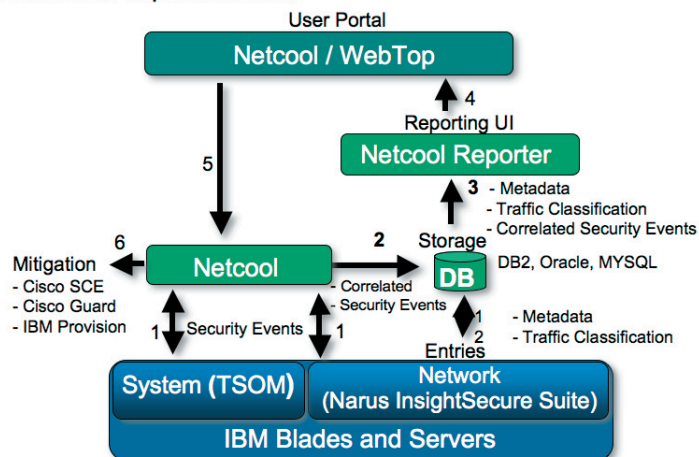 User Portal
Netcool / WebTop
4
Reporting UI
Netcool Reporter
5
3
- Metadata
- Traffic Classification
- Correlated Security Events
6
2
Storage
Mitigation
- Cisco SCE
- Cisco Guard
- IBM Provision
Netcool
DB
DB2, Oracle, MYSQL
- Correlated
- Security Events
1
Security Events
1
1
2
- Metadata
- Traffic Classification
Entries
System (TSOM)
Network
(Narus InsightSecure Suite)
IBM Blades and Servers